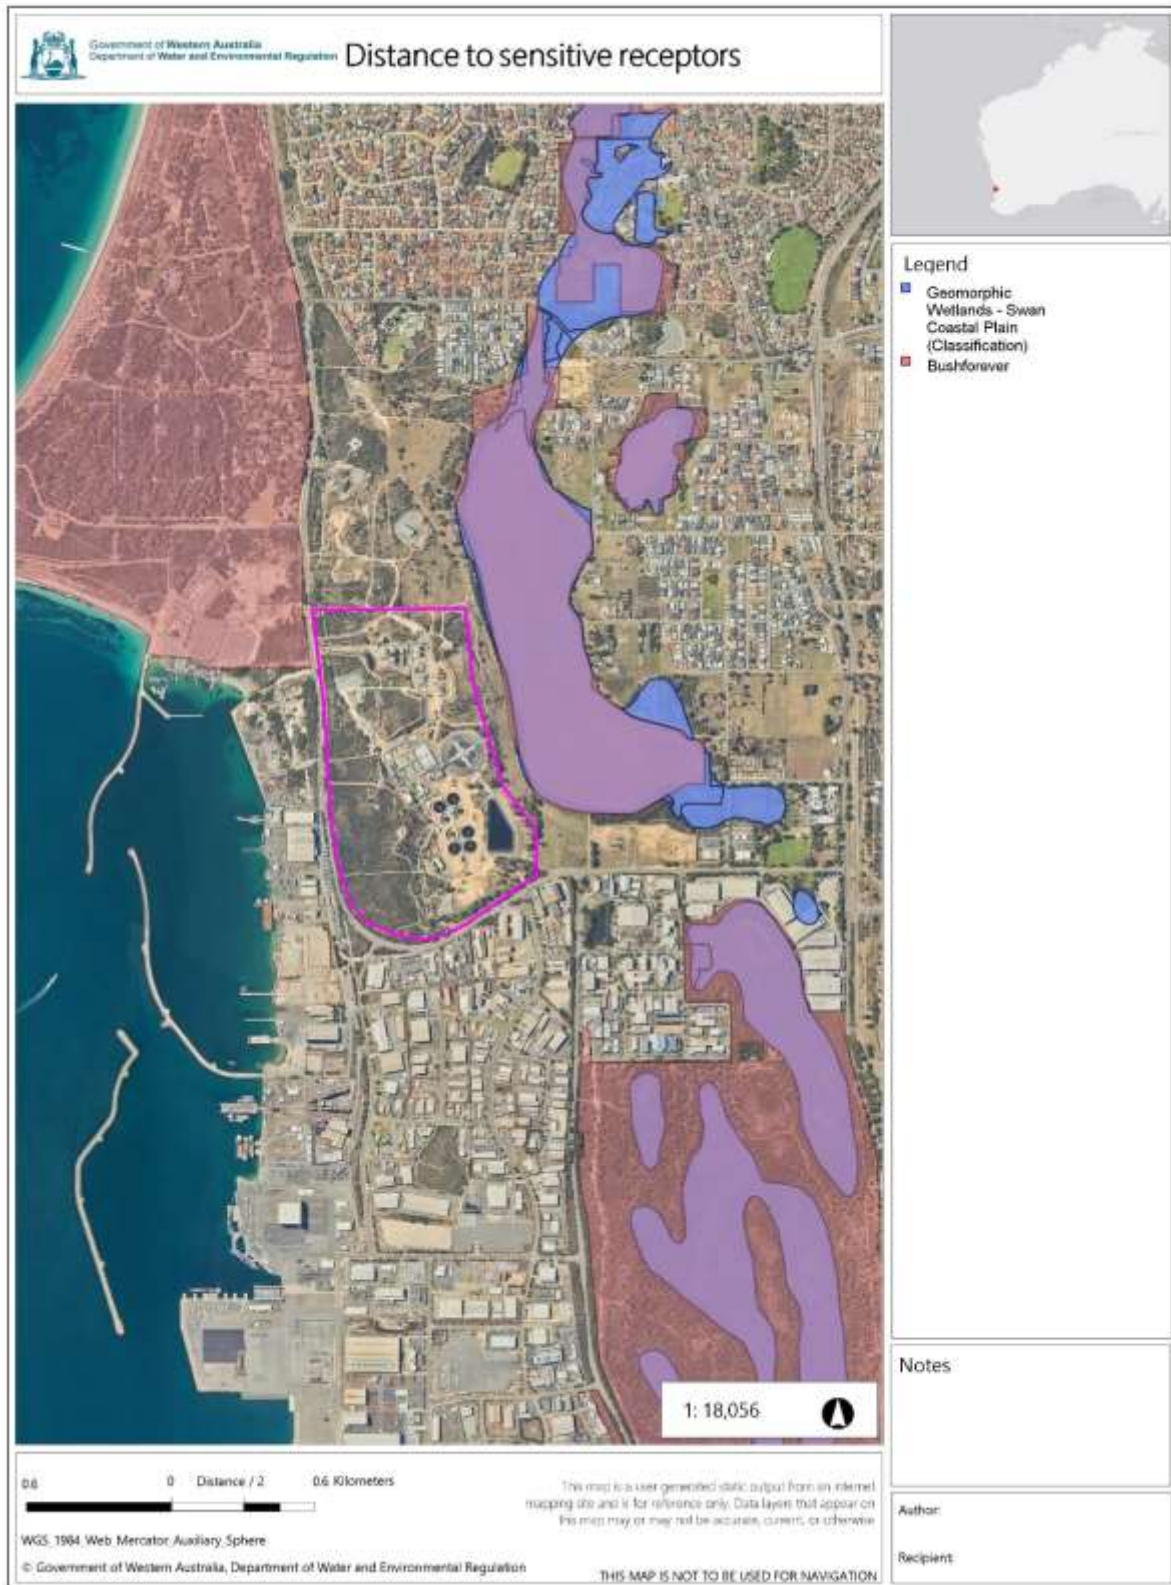 Government of Western Australia
Department of Water and Environmental Regulation
Distance to sensitive receptors
Legend
Geomorphic
Wetlands - Swan
Coastal Plain
(Classification)
Bushforever
1: 18,056
Notes
0.6 0 Distance / 2 0.6 Kilometers
WGS_1984_Web_Mercator_Auxiliary_Sphere
© Government of Western Australia, Department of Water and Environmental Regulation
This map is a user generated static output from an internet
mapping site and is for reference only. Data layers that appear on
this map may or may not be accurate, current, or otherwise
THIS MAP IS NOT TO BE USED FOR NAVIGATION
Author:
Recipient: